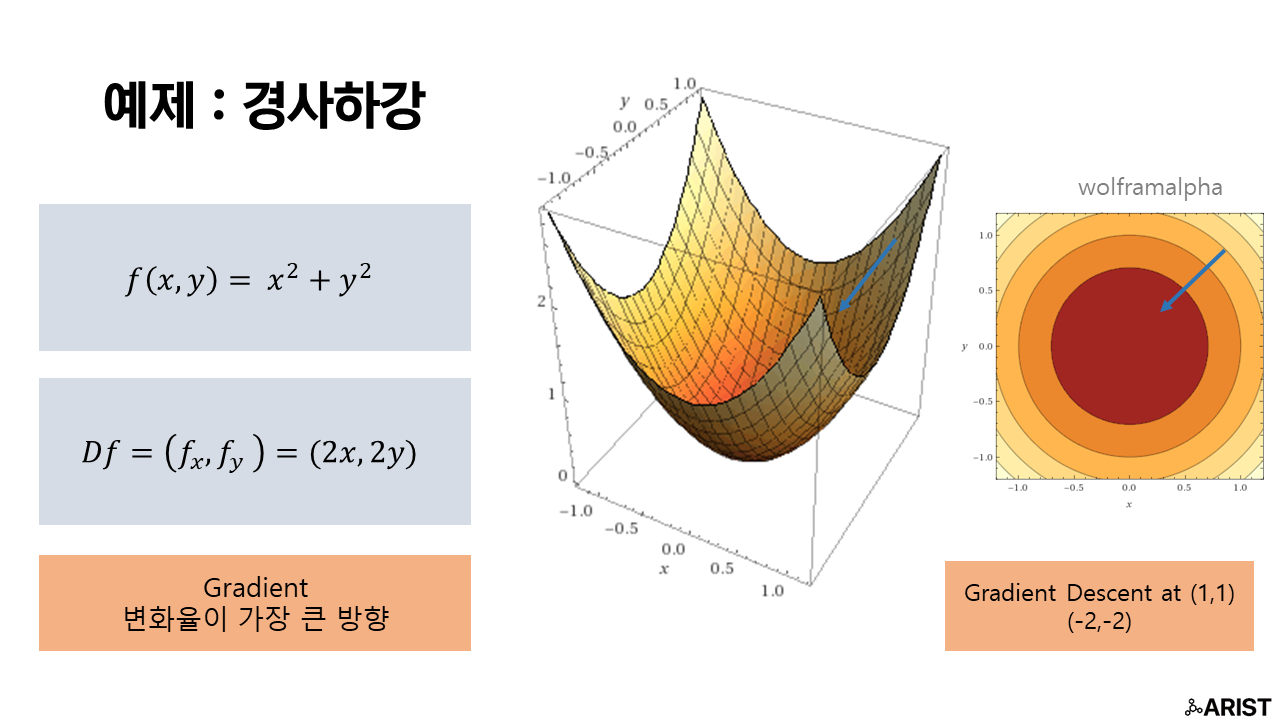 예제 : 경사하강
f(x, y) = x² + y²
Df = (fₓ, f_y) = (2x, 2y)
Gradient
변화율이 가장 큰 방향
y
1.0
0.5
0.0
−0.5
−1.0
2
1
0
−1.0
−0.5
0.0
0.5
1.0
x
wolframalpha
1.0
0.5
y 0.0
−0.5
−1.0
−1.0 −0.5 0.0 0.5 1.0
x
Gradient Descent at (1,1)
(-2,-2)
ARIST